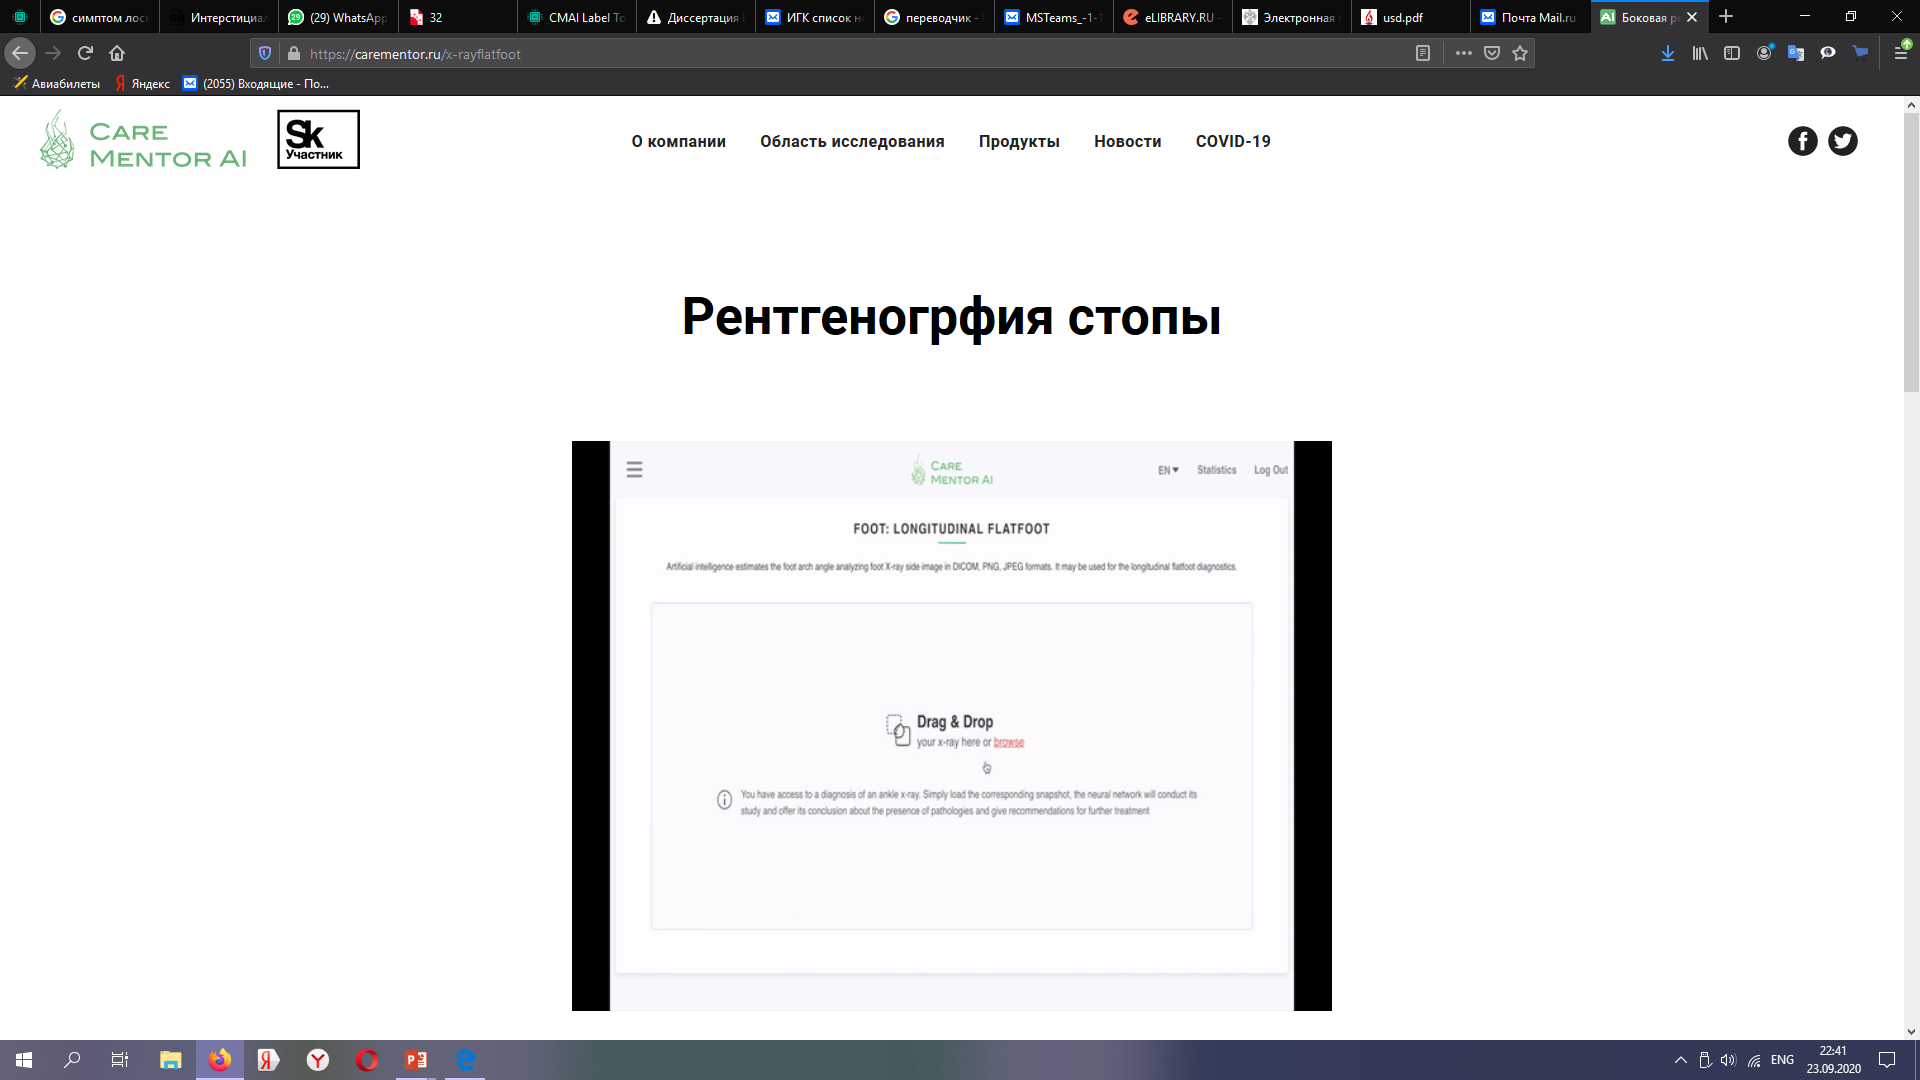 симптом лос
Интерстициа
(29) WhatsApp
32
CMAI Label To
Диссертация
ИГК список н
переводчик -
MSTeams_-1-1
eLIBRARY.RU -
Электронная
usd.pdf
Почта Mail.ru
Боковая ре
https://carementor.ru/x-rayflatfoot
Авиабилеты
Яндекс
(2055) Входящие - По...
CARE
MENTOR AI
Sk
Участник
О компании
Область исследования
Продукты
Новости
COVID-19
Рентгеногрфия стопы
CARE
MENTOR AI
EN
Statistics
Log Out
FOOT: LONGITUDINAL FLATFOOT
Artificial intelligence estimates the foot arch angle analyzing foot X-ray side image in DICOM, PNG, JPEG formats. It may be used for the longitudinal flatfoot diagnostics.
Drag & Drop
your x-ray here or browse
You have access to a diagnosis of an ankle x-ray. Simply load the corresponding snapshot, the neural network will conduct its
study and offer its conclusion about the presence of pathologies and give recommendations for further treatment
ENG
22:41
23.09.2020